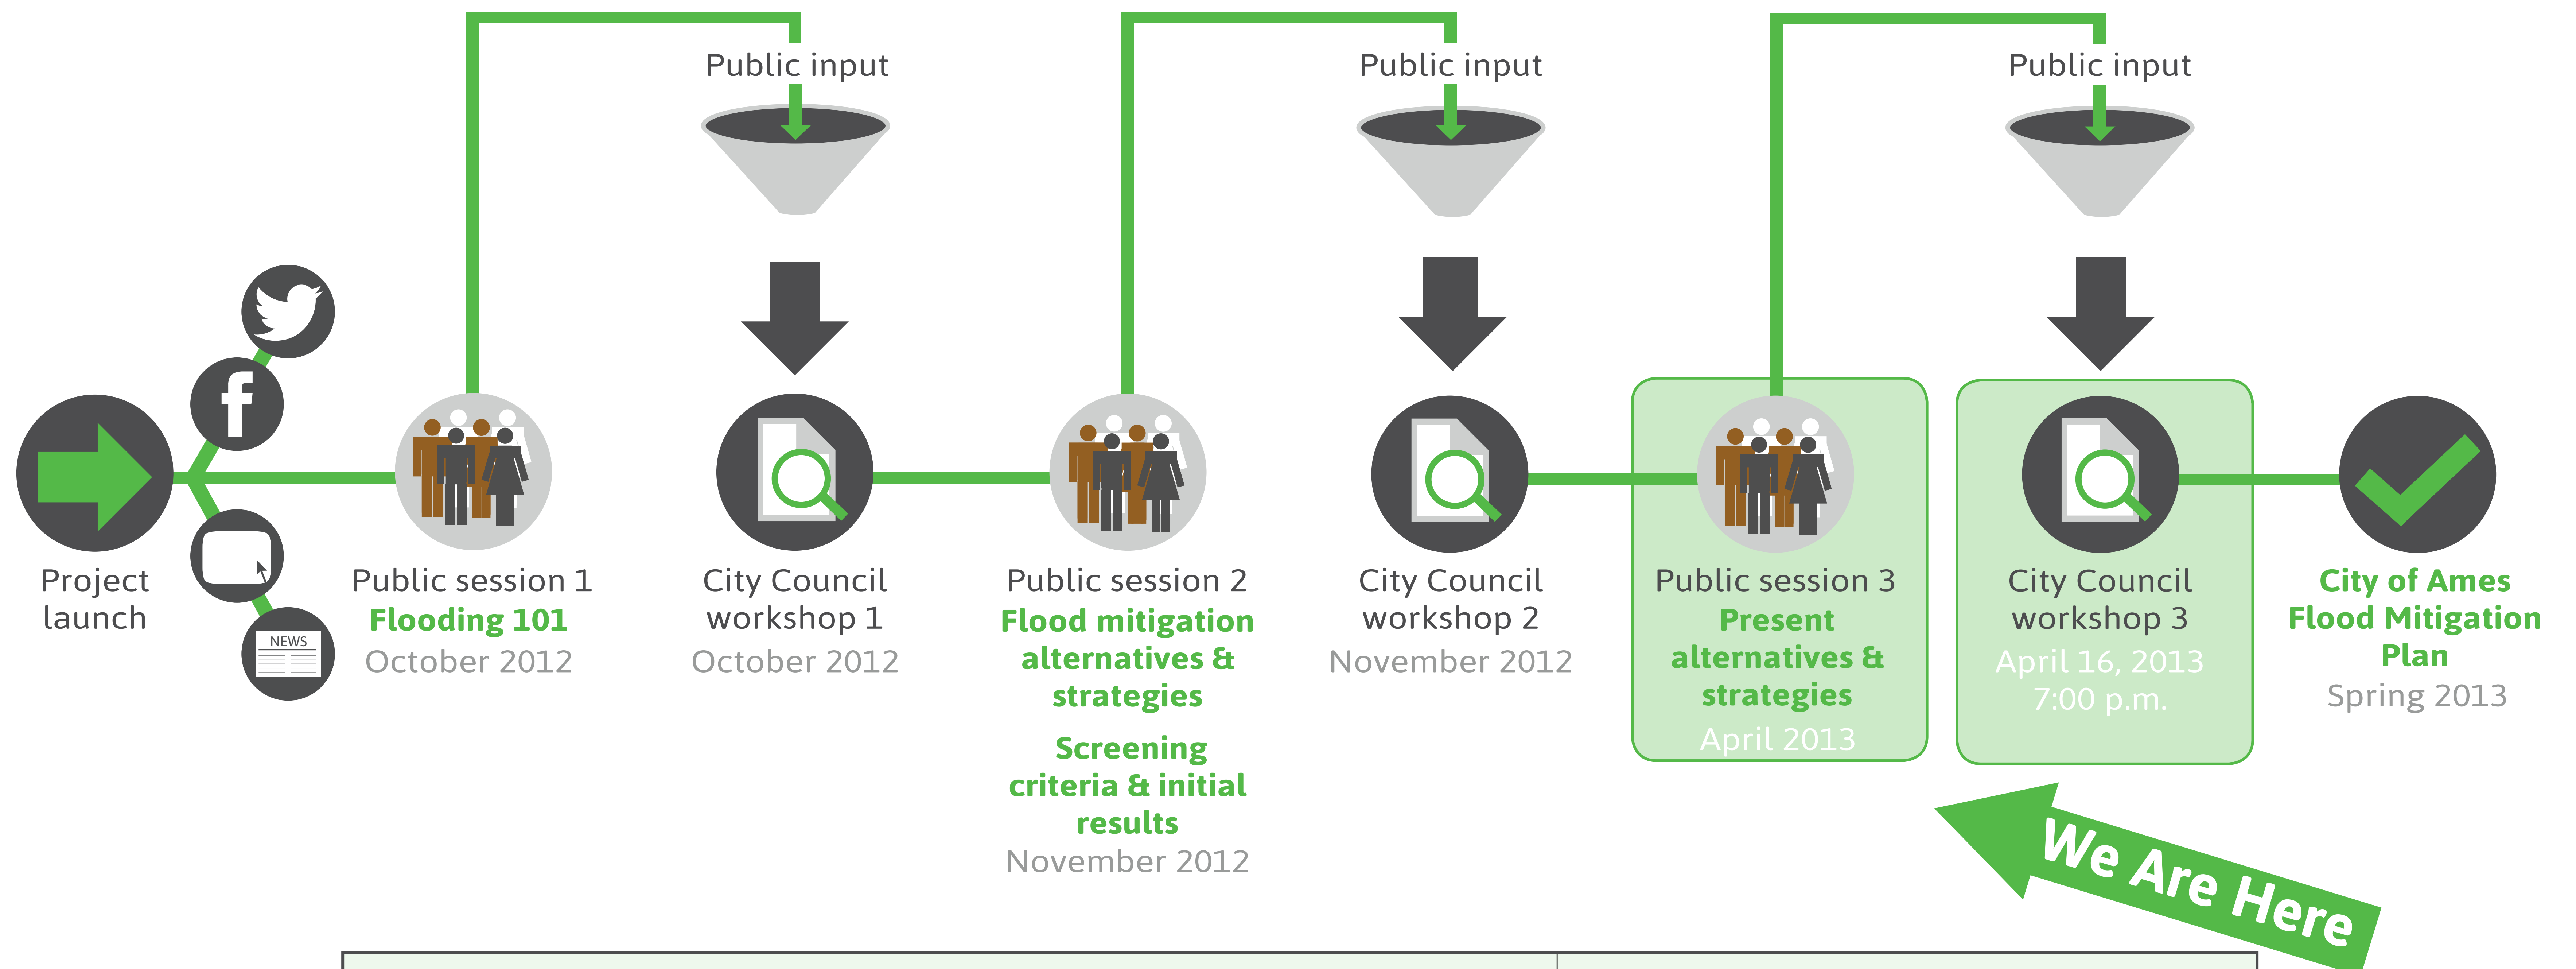 Public input
Public input
Public input
NEWS
Project
launch
Public session 1
Flooding 101
October 2012
City Council
workshop 1
October 2012
Public session 2
Flood mitigation
alternatives &
strategies
Screening
criteria & initial
results
November 2012
City Council
workshop 2
November 2012
Public session 3
Present
alternatives &
strategies
April 2013
City Council
workshop 3
April 16, 2013
7:00 p.m.
City of Ames
Flood Mitigation
Plan
Spring 2013
We Are Here